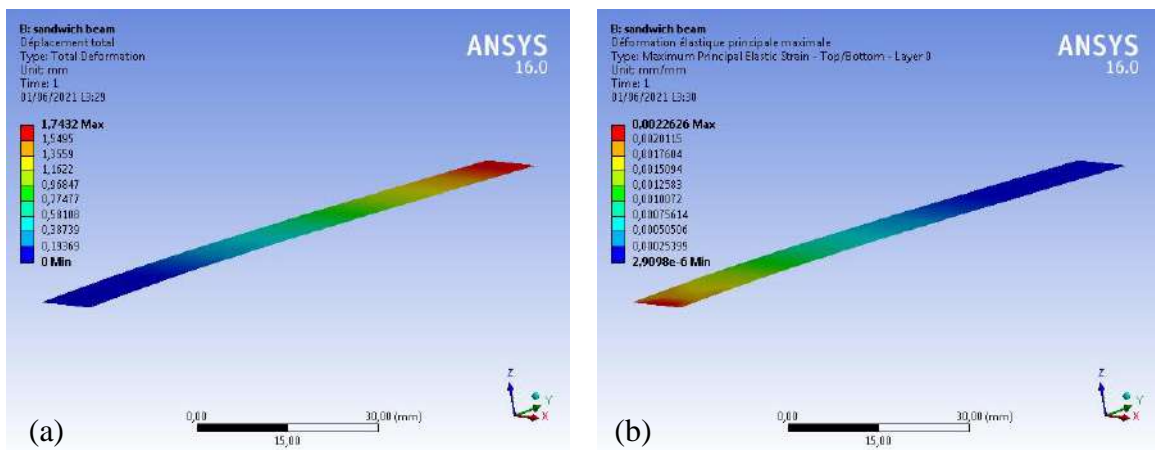 B: sandwich beam
Déplacement total
Type: Total Deformation
Unit: mm
Time: 1
01/06/2021 13:29
ANSYS
16.0
1,7432 Max
1,5495
1,3559
1,1622
0,96847
0,77477
0,58108
0,38739
0,19369
0 Min
Z
Y
X
0,00
30,00 (mm)
15,00
(a)
B: sandwich beam
Déformation élastique principale maximale
Type: Maximum Principal Elastic Strain - Top/Bottom - Layer 0
Unit: mm/mm
Time: 1
01/06/2021 13:30
ANSYS
16.0
0,0022626 Max
0,0020115
0,0017604
0,0015094
0,0012583
0,0010072
0,00075614
0,00050506
0,00025399
2,9098e-6 Min
Z
Y
X
0,00
30,00 (mm)
15,00
(b)